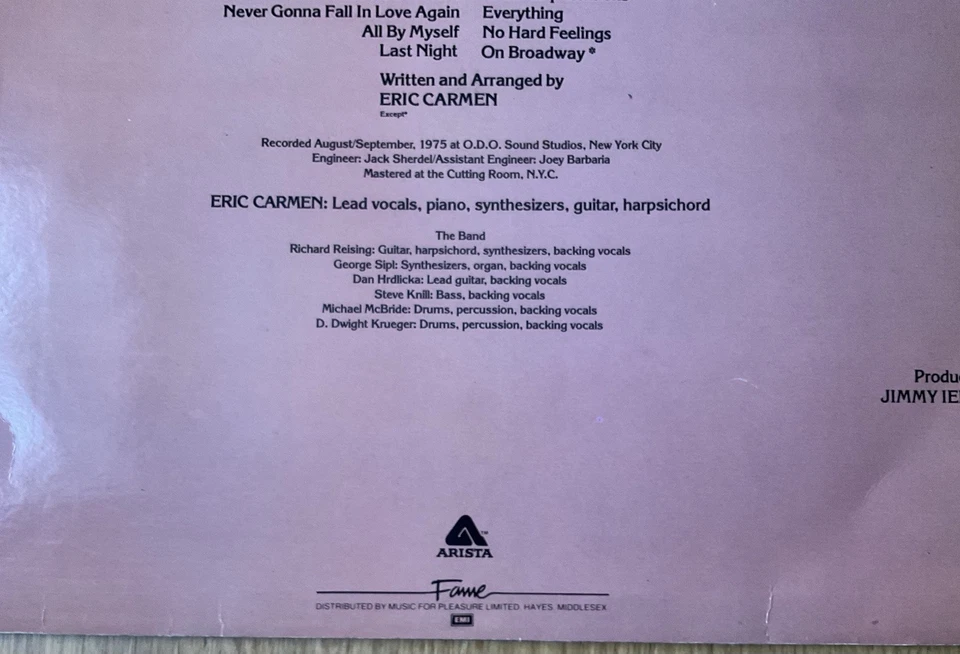 Never Gonna Fall In Love Again Everything
All By Myself No Hard Feelings
Last Night On Broadway *
Written and Arranged by
ERIC CARMEN
Except*
Recorded August/September, 1975 at O.D.O. Sound Studios, New York City
Engineer: Jack Sherdel/Assistant Engineer: Joey Barbaria
Mastered at the Cutting Room, N.Y.C.
ERIC CARMEN: Lead vocals, piano, synthesizers, guitar, harpsichord
The Band
Richard Reising: Guitar, harpsichord, synthesizers, backing vocals
George Sipl: Synthesizers, organ, backing vocals
Dan Hrdlicka: Lead guitar, backing vocals
Steve Knill: Bass, backing vocals
Michael McBride: Drums, percussion, backing vocals
D. Dwight Krueger: Drums, percussion, backing vocals
Produ
JIMMY IE
ARISTA™
Fame
DISTRIBUTED BY MUSIC FOR PLEASURE LIMITED. HAYES, MIDDLESEX
EMI